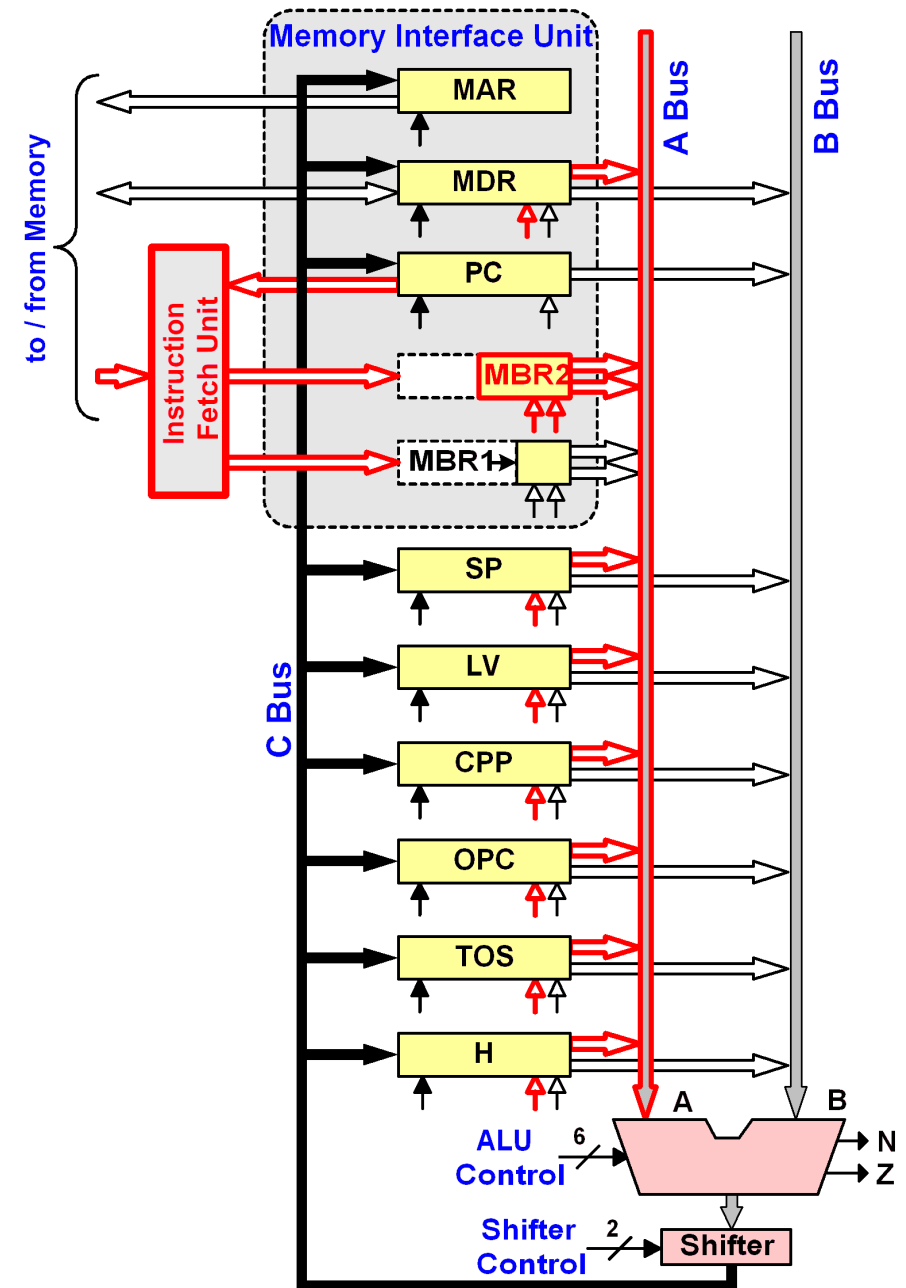 Memory Interface Unit
MAR
A Bus
B Bus
MDR
to / from Memory
PC
Instruction
Fetch Unit
MBR2
MBR1
SP
LV
C Bus
CPP
OPC
TOS
H
A
B
ALU
Control
6
N
Z
Shifter
Control
2
Shifter